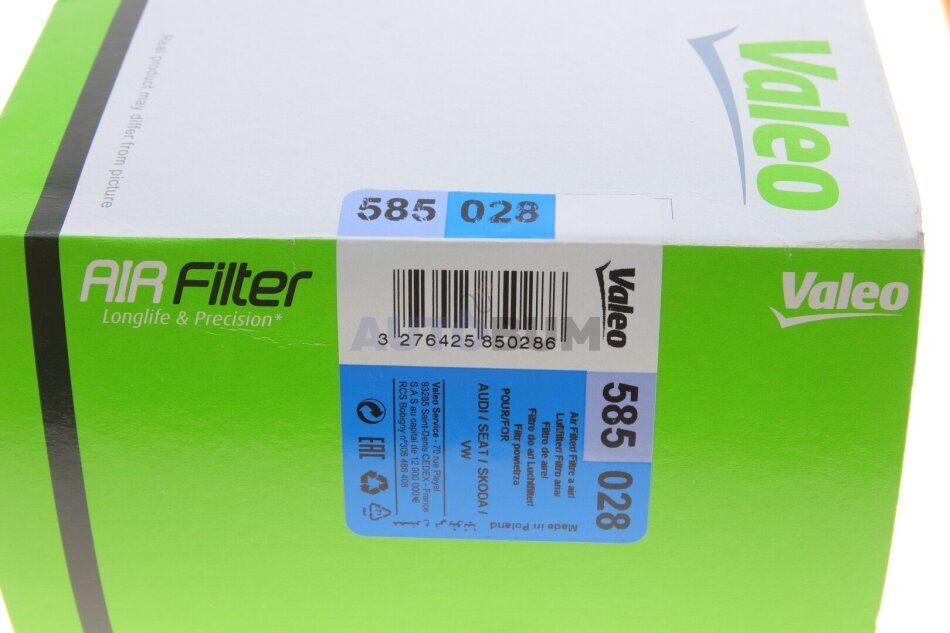 Valeo
Real product may differ from picture
585 028
AIR Filter
Longlife & Precision*
Valeo
3 276425 850286
Valeo
AUTOBUM
585 028
Air Filter/ Filtre a air/
Luftfilter/ Filtro aria/
Filtro de aire/
Filtro do ar/ Luchtfilter/
Filtr powietrza
POUR/FOR
AUDI / SEAT / SKODA /
VW
Made in Poland
Valeo Service - 70 rue Pleyel
93285 Saint-Denis CEDEX - France
S.A.S au capital de 12 900 000 €
RCS Bobigny n°306 486 408
EAC